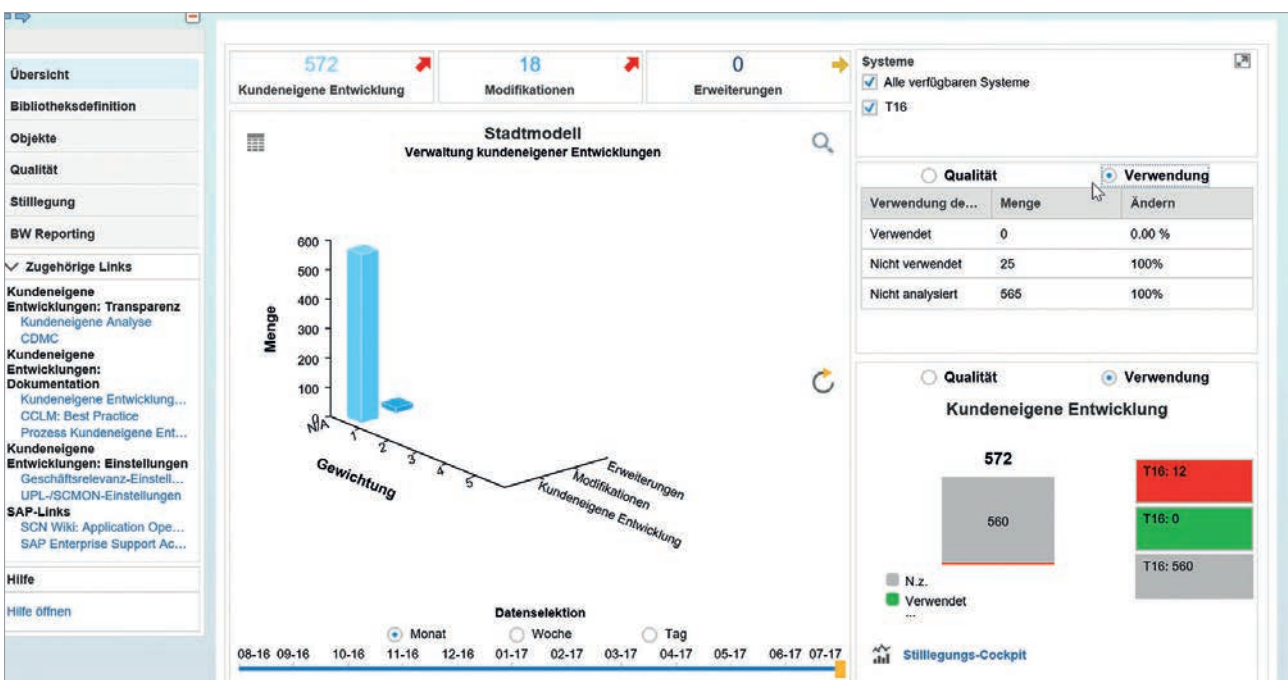 Übersicht
Bibliotheksdefinition
Objekte
Qualität
Stilllegung
BW Reporting
Zugehörige Links
Kundeneigene
Entwicklungen: Transparenz
Kundeneigene Analyse
CDMC
Kundeneigene
Entwicklungen:
Dokumentation
Kundeneigene Entwicklung...
CCLM: Best Practice
Prozess Kundeneigene Ent...
Kundeneigene
Entwicklungen: Einstellungen
Geschäftsrelevanz-Einstell...
UPL-/SCMON-Einstellungen
SAP-Links
SCN Wiki: Application Ope...
SAP Enterprise Support Ac...
Hilfe
Hilfe öffnen
572
Kundeneigene Entwicklung
18
Modifikationen
0
Erweiterungen
Stadtmodell
Verwaltung kundeneigener Entwicklungen
600
500
400
300
200
100
0
Menge
N/A
1
2
3
4
5
Gewichtung
Erweiterungen
Modifikationen
Kundeneigene Entwicklung
Datenselektion
Monat Woche Tag
08-16 09-16 10-16 11-16 12-16 01-17 02-17 03-17 04-17 05-17 06-17 07-17
Systeme
Alle verfügbaren Systeme
T16
Qualität Verwendung
Verwendung de... Menge Ändern
Verwendet 0 0.00 %
Nicht verwendet 25 100%
Nicht analysiert 565 100%
Qualität Verwendung
Kundeneigene Entwicklung
572
560
T16: 12
T16: 0
T16: 560
N.z.
Verwendet
...
Stilllegungs-Cockpit